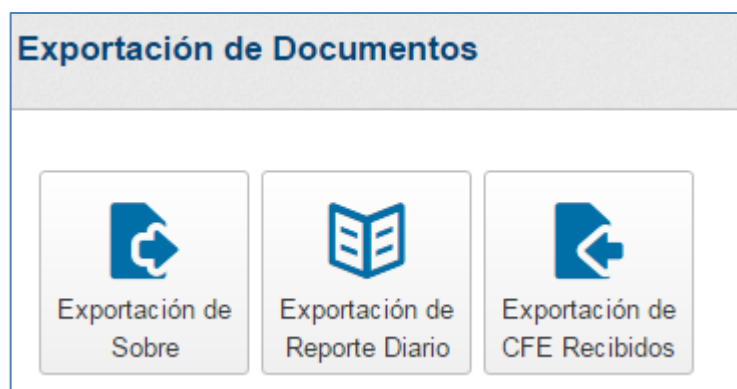 Exportación de Documentos
Exportación de
Sobre
Exportación de
Reporte Diario
Exportación de
CFE Recibidos